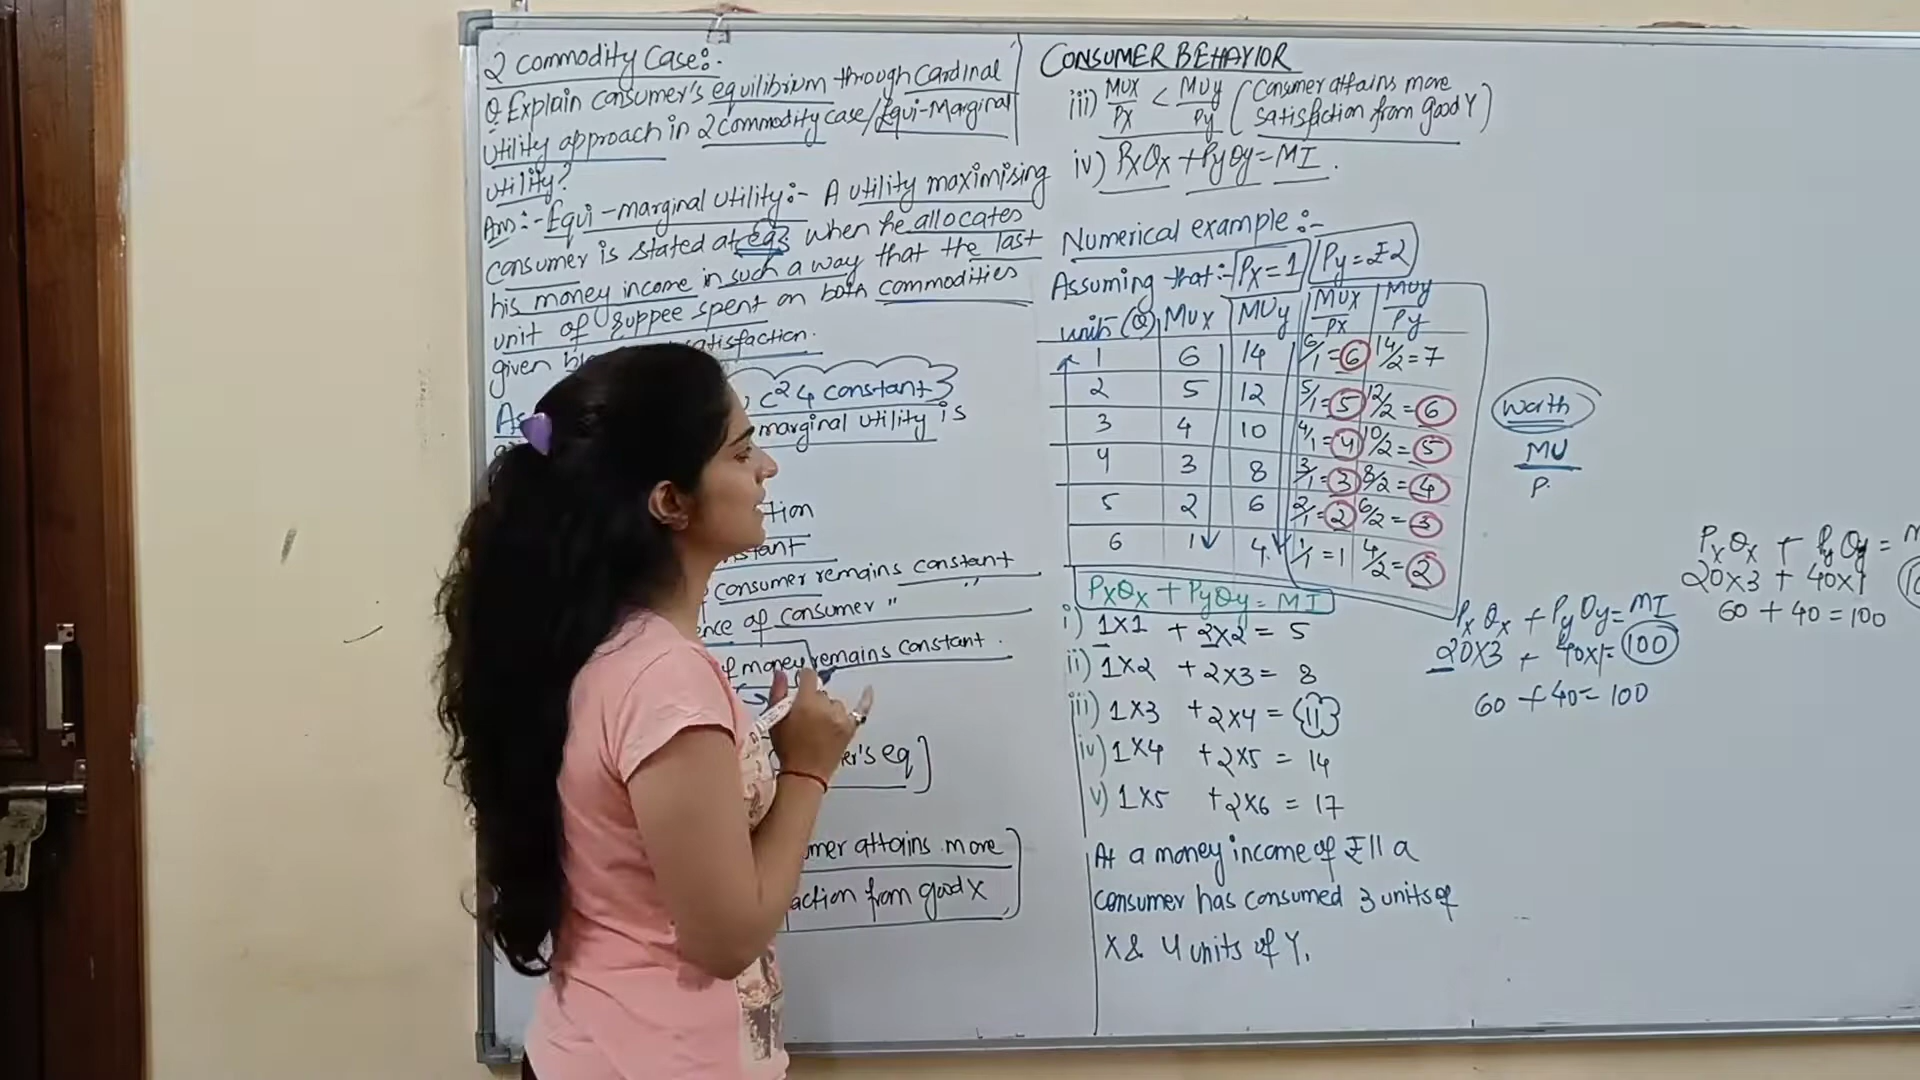 2 Commodity Case:-
Q Explain Consumer's equilibrium through Cardinal
Utility approach in 2 commodity case/Equi-Marginal
Utility?
Ans:- Equi-marginal Utility:- A Utility maximising
Consumer is stated at eq when he allocates
his money income in such a way that the last
unit of ruppee spent on both commodities
given satisfaction.
constant
marginal Utility is
consumer remains constant
of consumer "
of money remains constant.
er's eq]
mer attains more
action from good X
CONSUMER BEHAVIOR
iii) MUx/Px < MUy/Py (Consumer attains more
satisfaction from good Y)
iv) PxQx + PyQy = MI.
Numerical example:-
Assuming that:- Px = 1 Py = ₹2
Unit (Q) MUx MUy MUx/Px MUy/Py
1 6 14 6/1 = 6 14/2 = 7
2 5 12 5/1 = 5 12/2 = 6
3 4 10 4/1 = 4 10/2 = 5
4 3 8 3/1 = 3 8/2 = 4
5 2 6 2/1 = 2 6/2 = 3
6 1 4 1/1 = 1 4/2 = 2
PxQx + PyQy = MI
i) 1X1 + 2X2 = 5
ii) 1X2 + 2X3 = 8
iii) 1X3 + 2X4 = 11
iv) 1X4 + 2X5 = 14
v) 1X5 + 2X6 = 17
At a money income of ₹11 a
Consumer has consumed 3 units of
X & 4 units of Y.
Worth
MU
P.
PxQx + PyQy = MI
20X3 + 40X1 = 100
60 + 40 = 100
PxQx + PyQy =
20X3 + 40X1
60 + 40 = 100